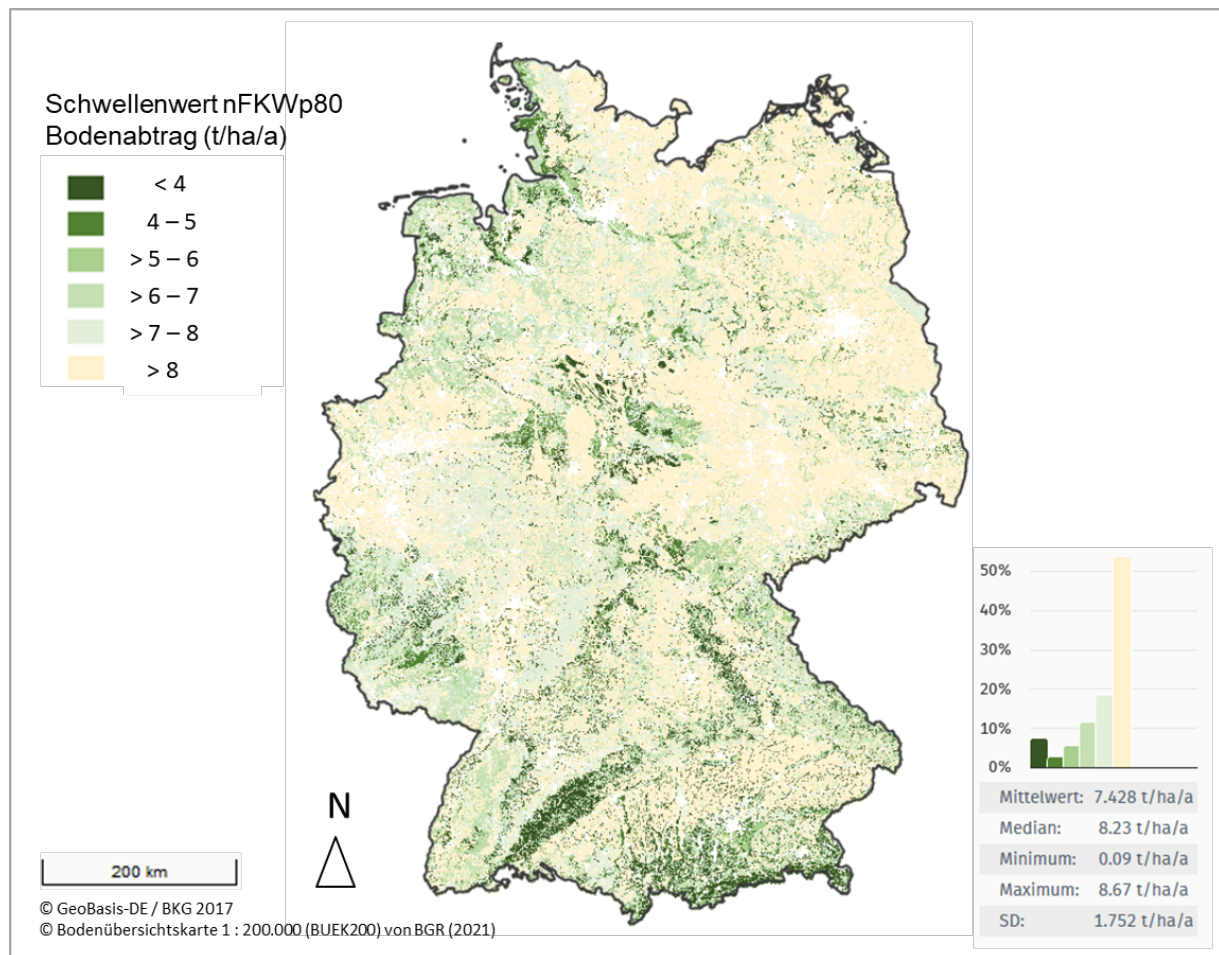 Schwellenwert nFKWp80
Bodenabtrag (t/ha/a)
< 4
4 – 5
> 5 – 6
> 6 – 7
> 7 – 8
> 8
50%
40%
30%
20%
10%
0%
Mittelwert: 7.428 t/ha/a
Median: 8.23 t/ha/a
Minimum: 0.09 t/ha/a
Maximum: 8.67 t/ha/a
SD: 1.752 t/ha/a
N
200 km
© GeoBasis-DE / BKG 2017
© Bodenübersichtskarte 1 : 200.000 (BUEK200) von BGR (2021)